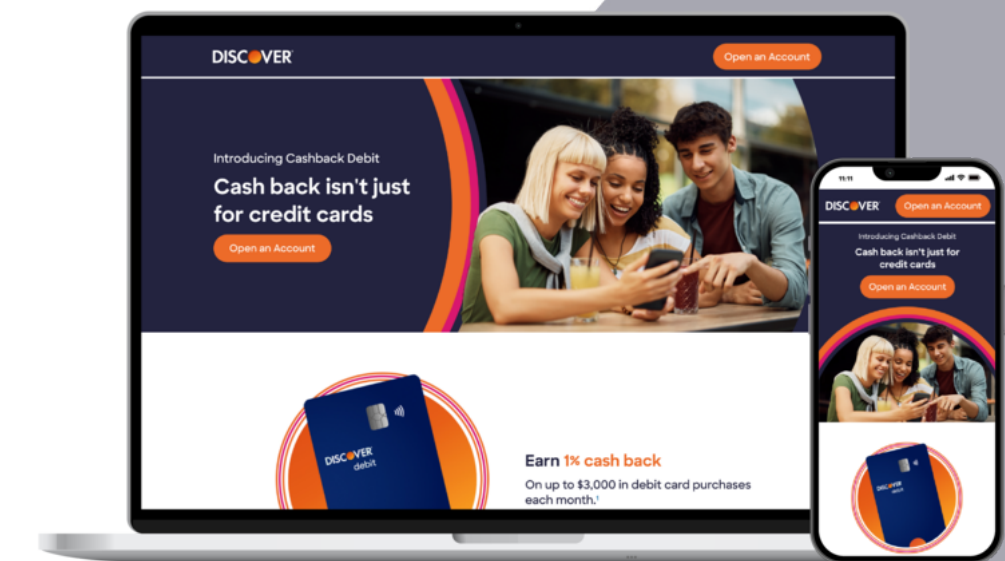 DISCOVER
Open an Account
Introducing Cashback Debit
Cash back isn't just
for credit cards
Open an Account
DISCOVER
debit
Earn 1% cash back
On up to $3,000 in debit card purchases
each month.¹
11:11
DISCOVER
Open an Account
Introducing Cashback Debit
Cash back isn't just for
credit cards
Open an Account
DISCOVER
debit